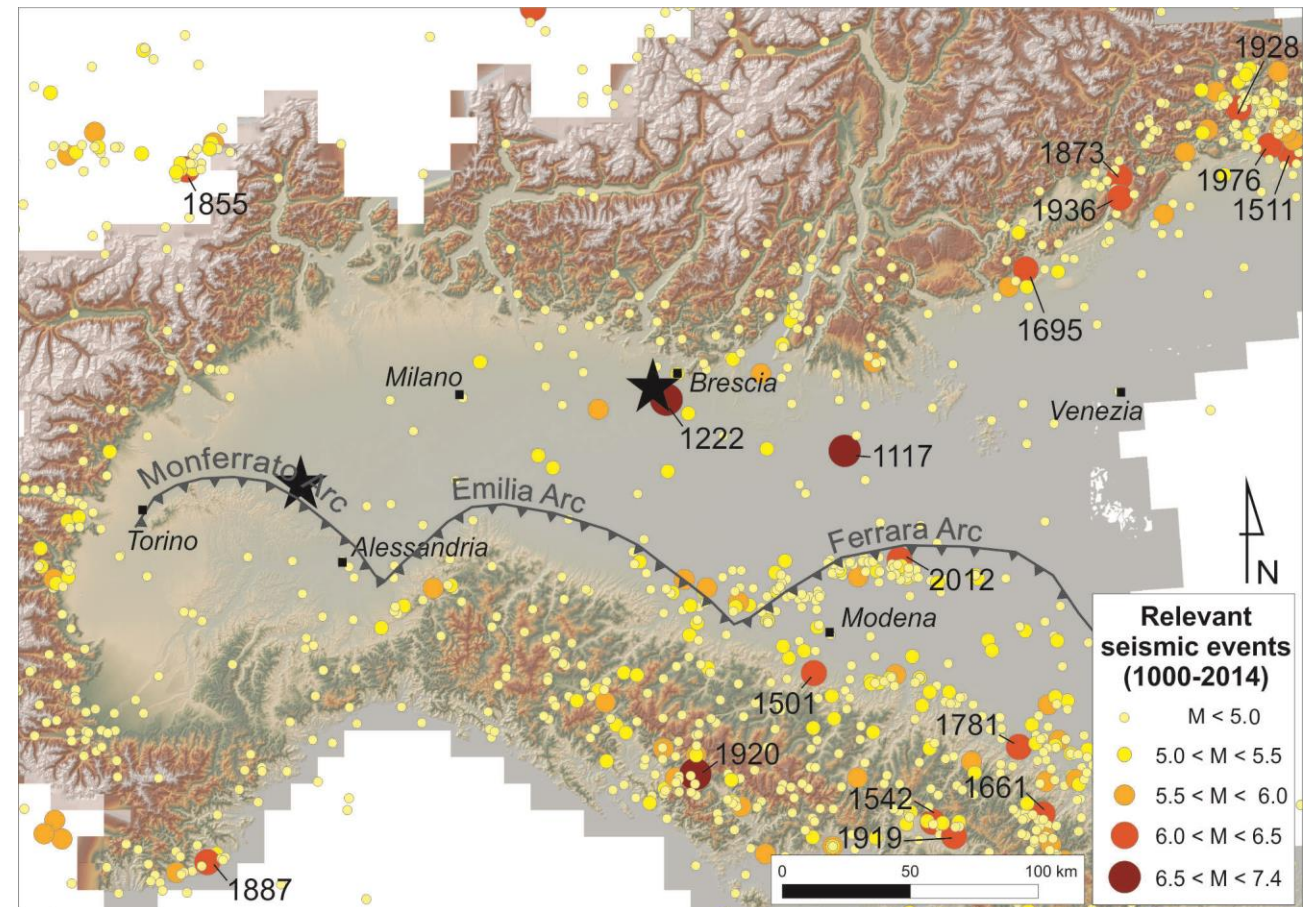 1928
1873
1855
1976
1936
1511
1695
Milano
Brescia
Venezia
1222
1117
Monferrato Arc
Emilia Arc
Torino
Alessandria
Ferrara Arc
2012
N
Modena
Relevant
seismic events
(1000-2014)
M < 5.0
5.0 < M < 5.5
5.5 < M < 6.0
6.0 < M < 6.5
6.5 < M < 7.4
1501
1781
1920
1542
1661
1919
0 50 100 km
1887